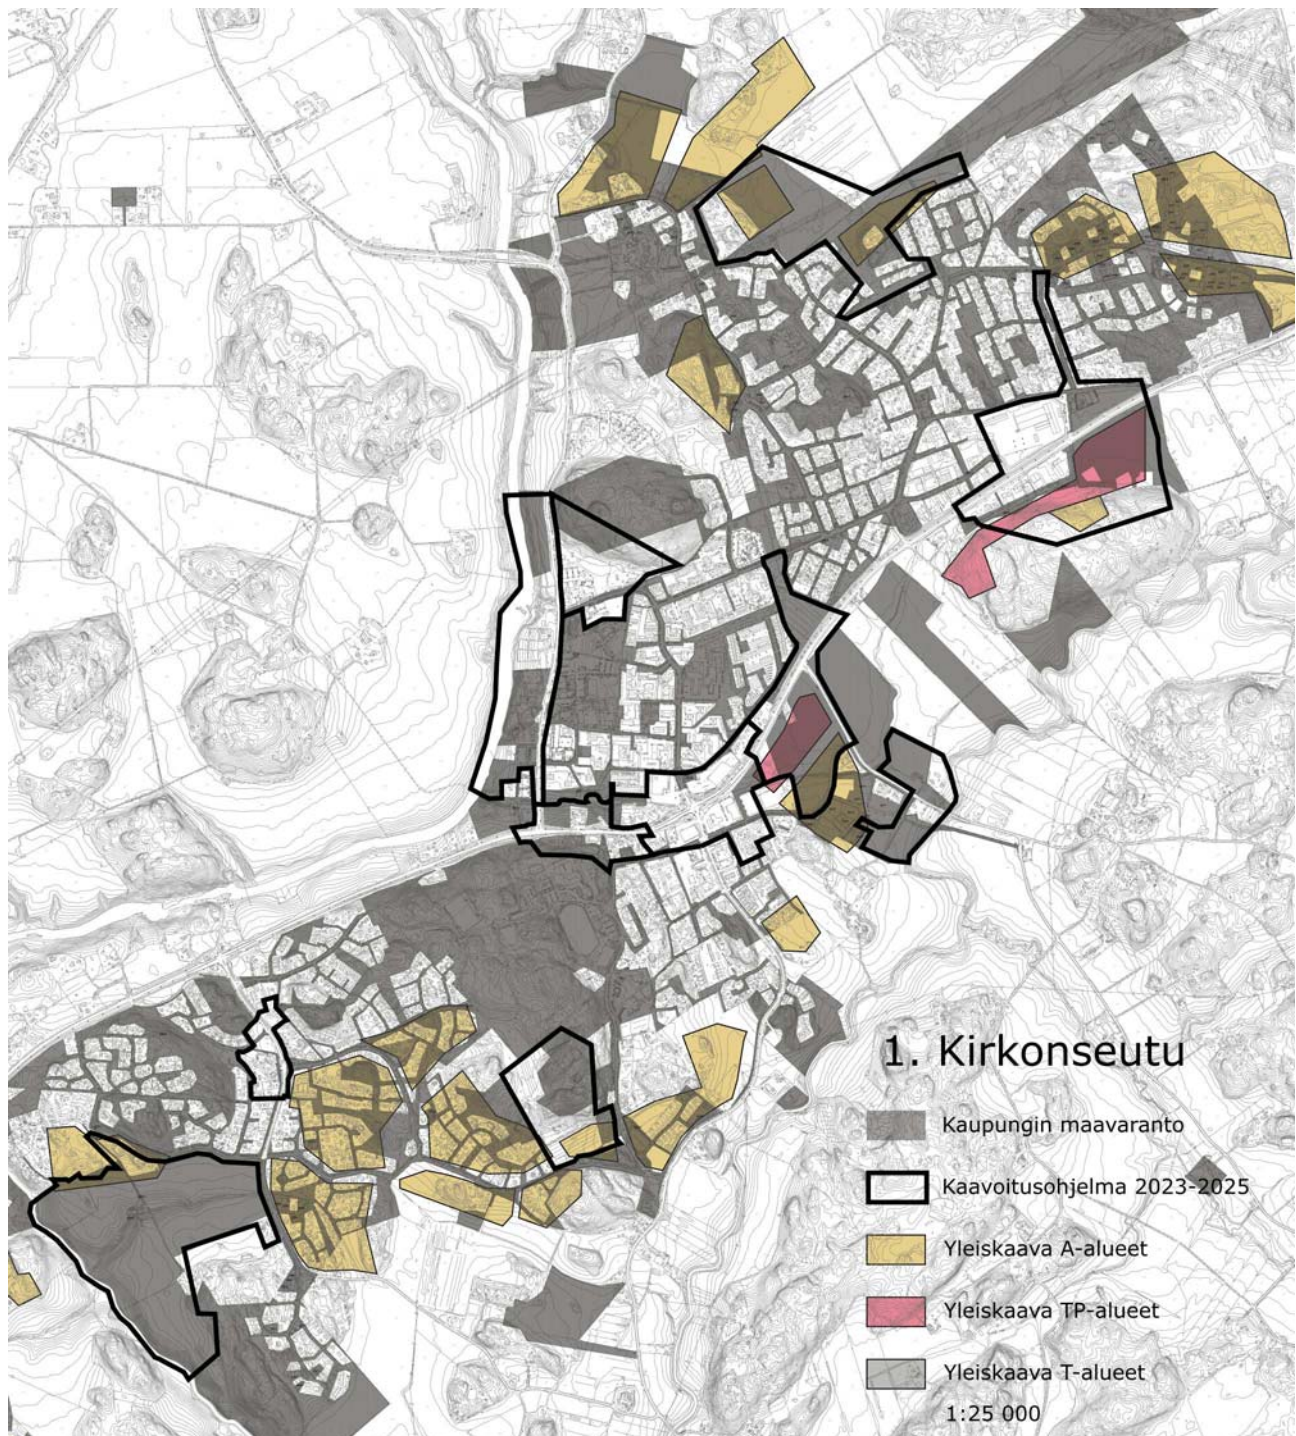 1. Kirkonseutu
Kaupungin maavaranto
Kaavoitusohjelma 2023-2025
Yleiskaava A-alueet
Yleiskaava TP-alueet
Yleiskaava T-alueet
1:25 000